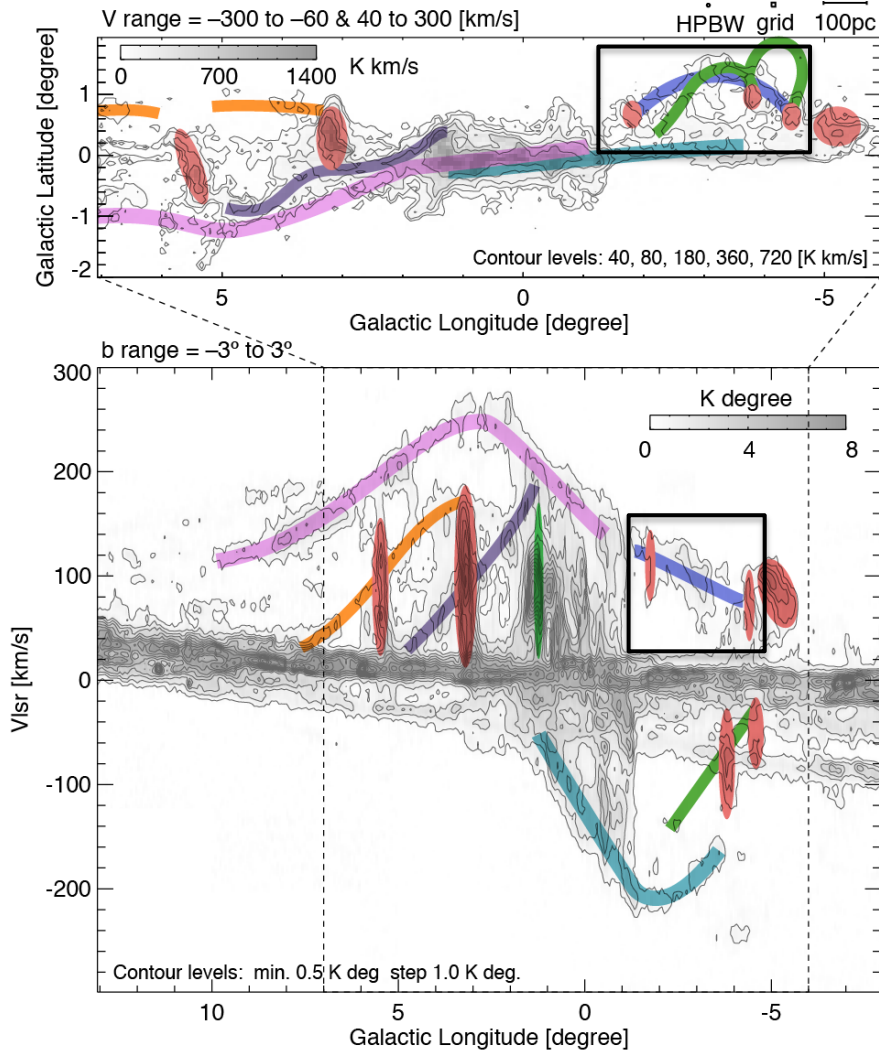 V range = –300 to –60 & 40 to 300 [km/s]
HPBW grid 100pc
0 700 1400 K km/s
Galactic Latitude [degree]
1
0
-1
-2
Contour levels: 40, 80, 180, 360, 720 [K km/s]
5 0 -5
Galactic Longitude [degree]
b range = –3º to 3º
300
200
100
0
-100
-200
K degree
0 4 8
Vlsr [km/s]
Contour levels: min. 0.5 K deg step 1.0 K deg.
10 5 0 -5
Galactic Longitude [degree]